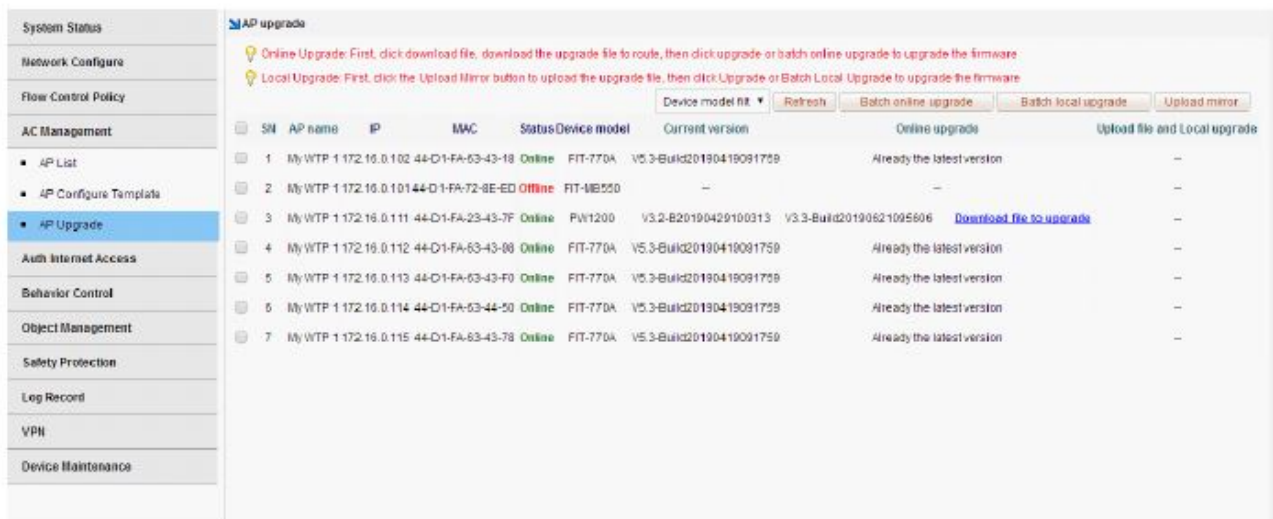 System Status
Network Configure
Flow Control Policy
AC Management
AP List
AP Configure Template
AP Upgrade
Auth Internet Access
Behavior Control
Object Management
Safety Protection
Log Record
VPN
Device Maintenance
AP upgrade
Online Upgrade: First, click download file, download the upgrade file to route, then click upgrade or batch online upgrade to upgrade the firmware
Local Upgrade: First, click the Upload Mirror button to upload the upgrade file, then click Upgrade or Batch Local Upgrade to upgrade the firmware
Device model filt Refresh Batch online upgrade Batch local upgrade Upload mirror
SN AP name IP MAC Status Device model Current version Online upgrade Upload file and Local upgrade
1 My WTP 1 172.16.0.102 44-D1-FA-63-43-18 Online FIT-770A V5.3-Build20190419091759 Already the latest version --
2 My WTP 1 172.16.0.101 44-D1-FA-72-8E-ED Offline FIT-MB550 -- -- --
3 My WTP 1 172.16.0.111 44-D1-FA-23-43-7F Online PW1200 V3.2-B20190429100313 V3.3-Build20190621095606 Download file to upgrade --
4 My WTP 1 172.16.0.112 44-D1-FA-63-43-98 Online FIT-770A V5.3-Build20190419091759 Already the latest version --
5 My WTP 1 172.16.0.113 44-D1-FA-63-43-F0 Online FIT-770A V5.3-Build20190419091759 Already the latest version --
6 My WTP 1 172.16.0.114 44-D1-FA-63-44-50 Online FIT-770A V5.3-Build20190419091759 Already the latest version --
7 My WTP 1 172.16.0.115 44-D1-FA-63-43-78 Online FIT-770A V5.3-Build20190419091759 Already the latest version --